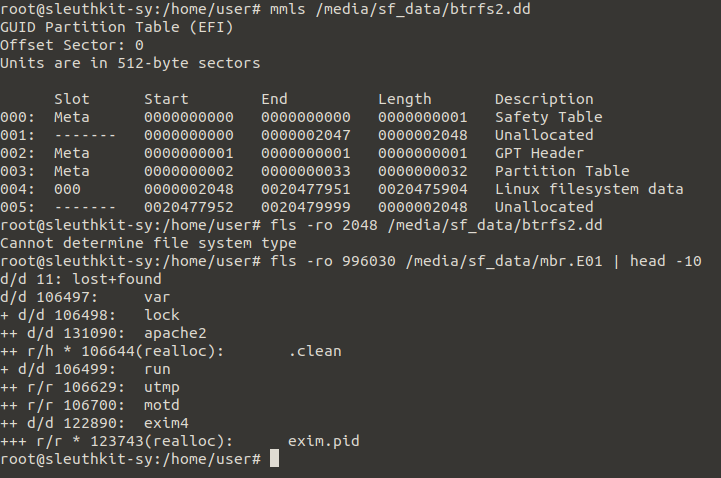 root@sleuthkit-sy:/home/user# mmls /media/sf_data/btrfs2.dd
GUID Partition Table (EFI)
Offset Sector: 0
Units are in 512-byte sectors
Slot Start End Length Description
000: Meta 0000000000 0000000000 0000000001 Safety Table
001: ------- 0000000000 0000002047 0000002048 Unallocated
002: Meta 0000000001 0000000001 0000000001 GPT Header
003: Meta 0000000002 0000000033 0000000032 Partition Table
004: 000 0000002048 0020477951 0020475904 Linux filesystem data
005: ------- 0020477952 0020479999 0000002048 Unallocated
root@sleuthkit-sy:/home/user# fls -ro 2048 /media/sf_data/btrfs2.dd
Cannot determine file system type
root@sleuthkit-sy:/home/user# fls -ro 996030 /media/sf_data/mbr.E01 | head -10
d/d 11: lost+found
d/d 106497: var
+ d/d 106498: lock
++ d/d 131090: apache2
++ r/h * 106644(realloc): .clean
+ d/d 106499: run
++ r/r 106629: utmp
++ r/r 106700: motd
++ d/d 122890: exim4
+++ r/r * 123743(realloc): exim.pid
root@sleuthkit-sy:/home/user#